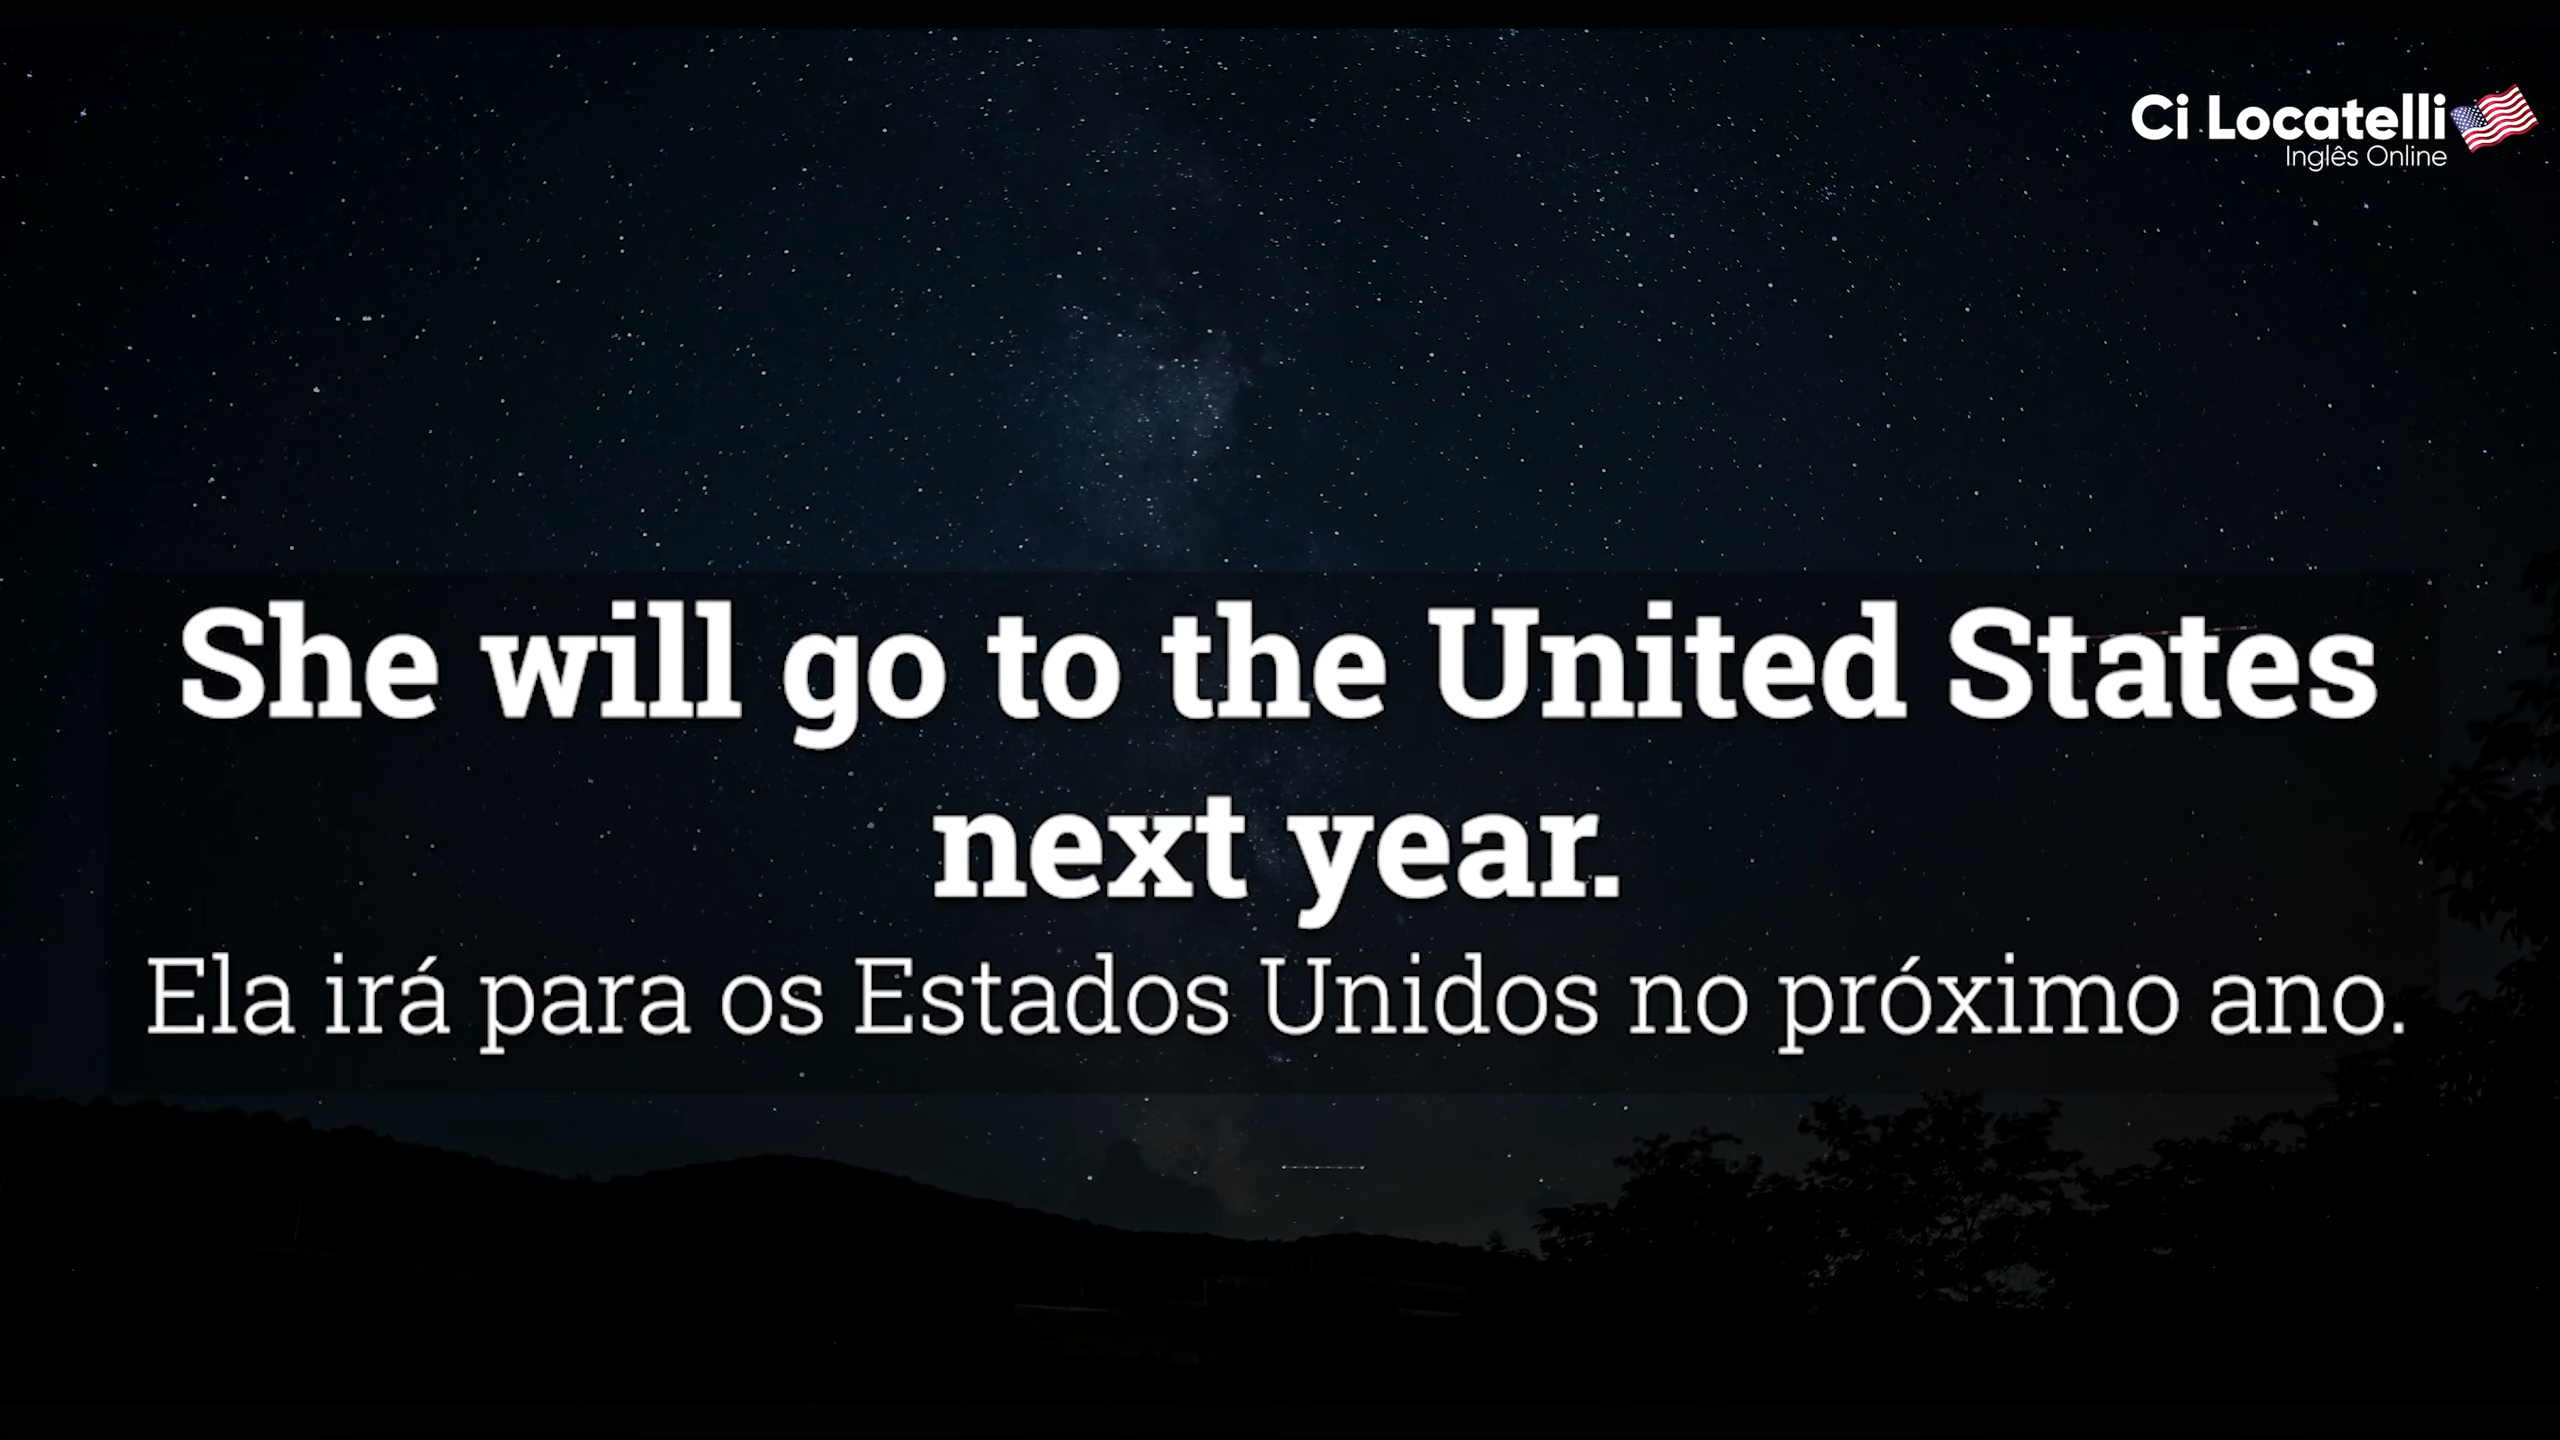 Ci Locatelli
Inglês Online
She will go to the United States
next year.
Ela irá para os Estados Unidos no próximo ano.